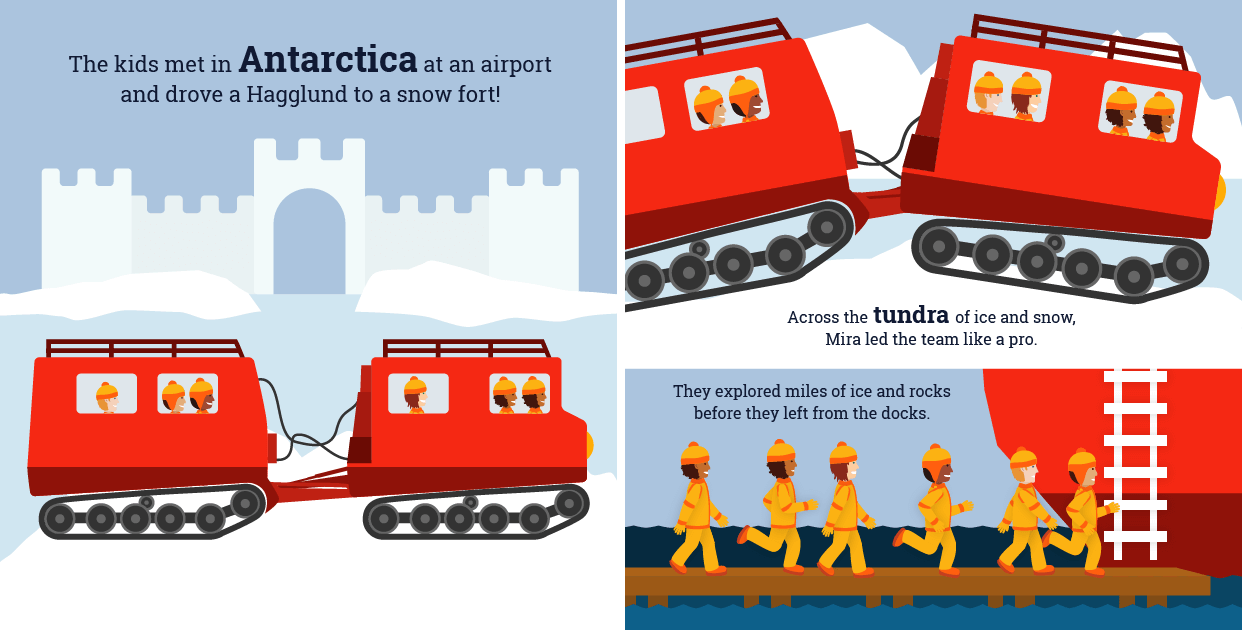 The kids met in Antarctica at an airport
and drove a Hagglund to a snow fort!
Across the tundra of ice and snow,
Mira led the team like a pro.
They explored miles of ice and rocks
before they left from the docks.